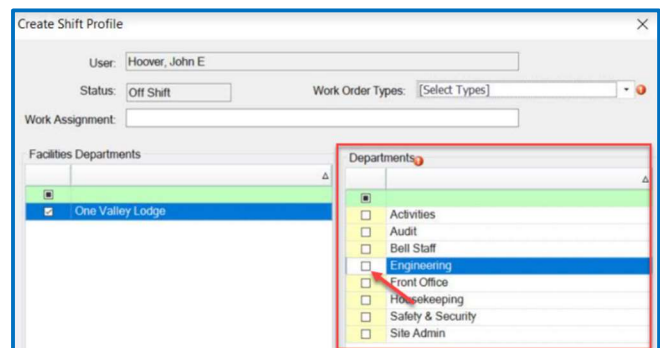 Create Shift Profile
User: Hoover, John E
Status: Off Shift Work Order Types: [Select Types]
Work Assignment:
Facilities Departments
One Valley Lodge
Departments
Activities
Audit
Bell Staff
Engineering
Front Office
Housekeeping
Safety & Security
Site Admin